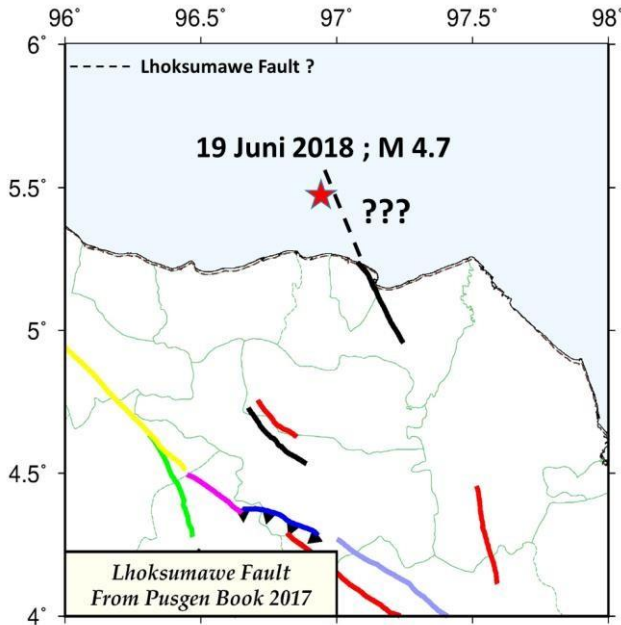 96° 96.5° 97° 97.5° 98°
6°
Lhoksumawe Fault ?
19 Juni 2018 ; M 4.7
5.5°
???
5°
4.5°
Lhoksumawe Fault
From Pusgen Book 2017
4°